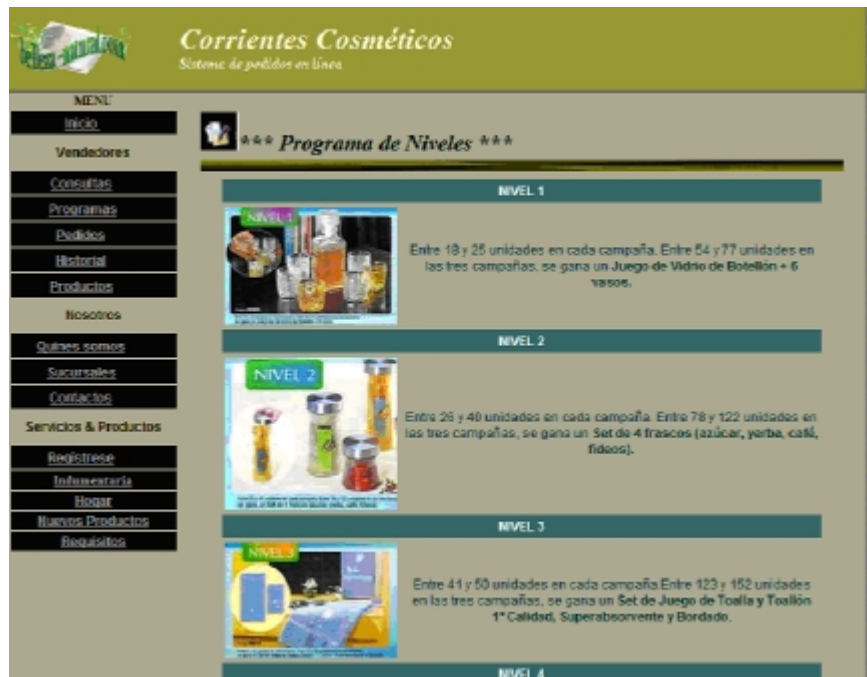 Corrientes Cosméticos
Sistema de pedidos en línea
MENU
Inicio
Vendedores
Consultas
Programas
Pedidos
Historial
Productos
Nosotros
Quines somos
Sucursales
Contactos
Servicios & Productos
Registrese
Indumentaria
Hogar
Nuevos Productos
Requisitos
*** Programa de Niveles ***
NIVEL 1
NIVEL 1
Entre 18 y 25 unidades en cada campaña. Entre 54 y 77 unidades en
las tres campañas, se gana un Juego de Vidrio de Botellón + 6
vasos.
NIVEL 2
NIVEL 2
Entre 26 y 40 unidades en cada campaña. Entre 78 y 122 unidades en
las tres campañas, se gana un Set de 4 frascos (azúcar, yerba, café,
fideos).
NIVEL 3
NIVEL 3
Entre 41 y 50 unidades en cada campaña.Entre 123 y 152 unidades
en las tres campañas, se gana un Set de Juego de Toalla y Toallón
1° Calidad, Superabsorvente y Bordado.
NIVEL 4